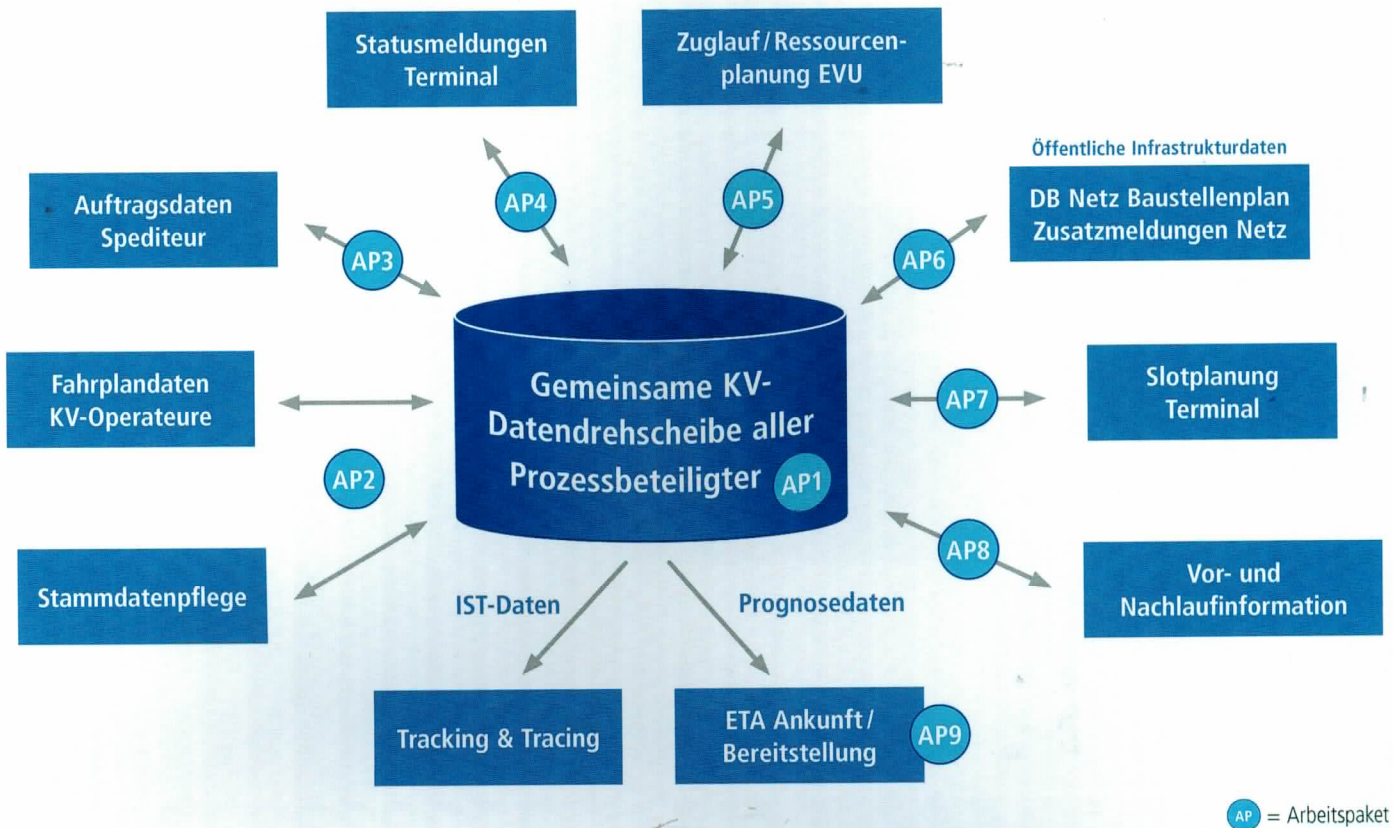 Statusmeldungen
Terminal
Zuglauf / Ressourcen-
planung EVU
Öffentliche Infrastrukturdaten
DB Netz Baustellenplan
Zusatzmeldungen Netz
Auftragsdaten
Spediteur
AP3
AP4
AP5
AP6
Fahrplandaten
KV-Operateure
Gemeinsame KV-
Datendrehscheibe aller
Prozessbeteiligter AP1
AP7
Slotplanung
Terminal
AP2
AP8
Stammdatenpflege
Vor- und
Nachlaufinformation
IST-Daten
Prognosedaten
Tracking & Tracing
ETA Ankunft /
Bereitstellung
AP9
AP = Arbeitspaket